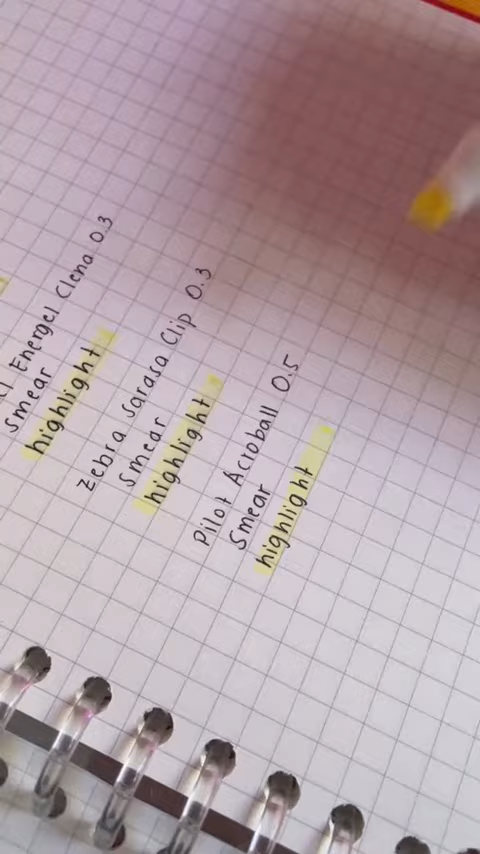 Energel Clena 0.3
smear
highlight
Zebra Sarasa Clip 0.3
smear
highlight
Pilot Acroball 0.5
Smear
highlight